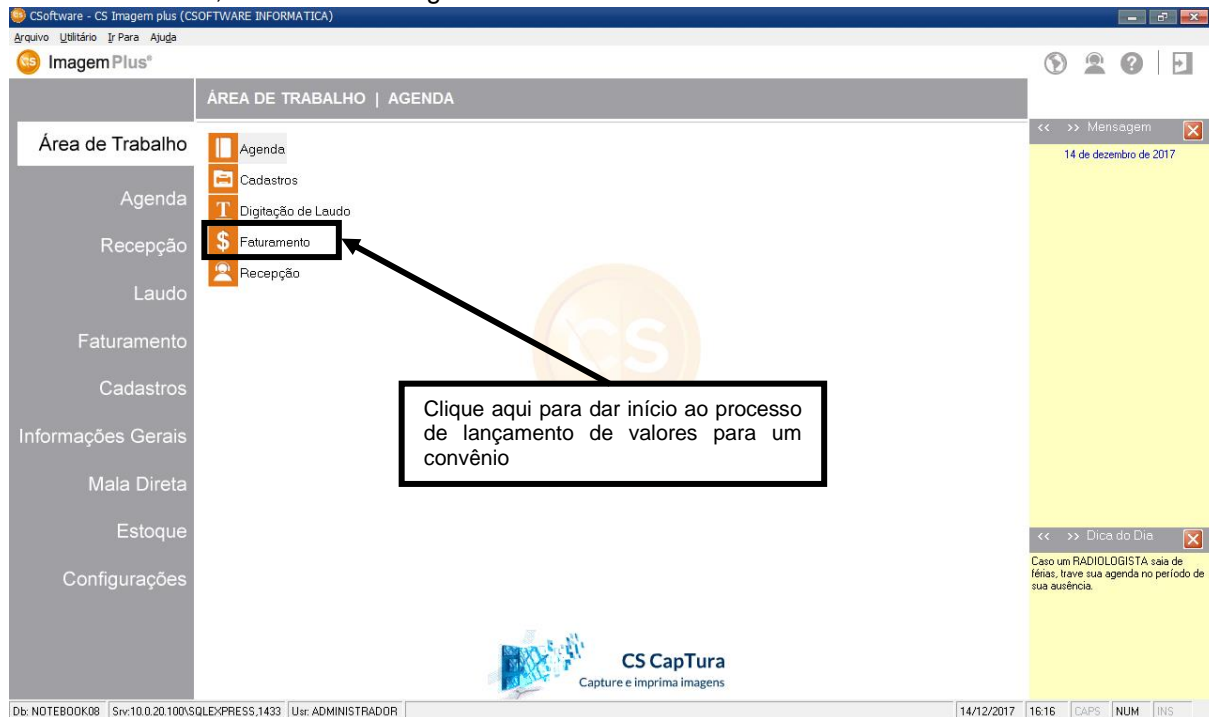 CSoftware - CS Imagem plus (CSOFTWARE INFORMATICA)
Arquivo Utilitário Ir Para Ajuda
CS ImagemPlus®
ÁREA DE TRABALHO | AGENDA
Área de Trabalho
Agenda
Recepção
Laudo
Faturamento
Cadastros
Informações Gerais
Mala Direta
Estoque
Configurações
Agenda
Cadastros
T Digitação de Laudo
$ Faturamento
Recepção
CS
Clique aqui para dar início ao processo
de lançamento de valores para um
convênio
CS CapTura
Capture e imprima imagens
<< >> Mensagem
14 de dezembro de 2017
<< >> Dica do Dia
Caso um RADIOLOGISTA saia de
férias, trave sua agenda no período de
sua ausência.
Db: NOTEBOOK08 Srv:10.0.20.100\SQLEXPRESS,1433 Usr: ADMINISTRADOR 14/12/2017 16:16 CAPS NUM INS